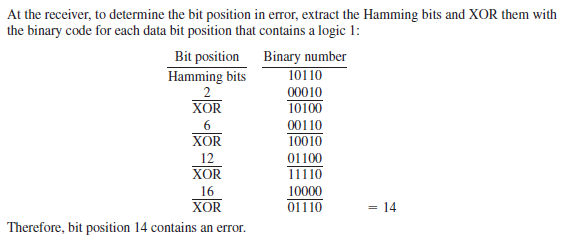 At the receiver, to determine the bit position in error, extract the Hamming bits and XOR them with
the binary code for each data bit position that contains a logic 1:
Bit position Binary number
Hamming bits 10110
2 00010
XOR 10100
6 00110
XOR 10010
12 01100
XOR 11110
16 10000
XOR 01110 = 14
Therefore, bit position 14 contains an error.